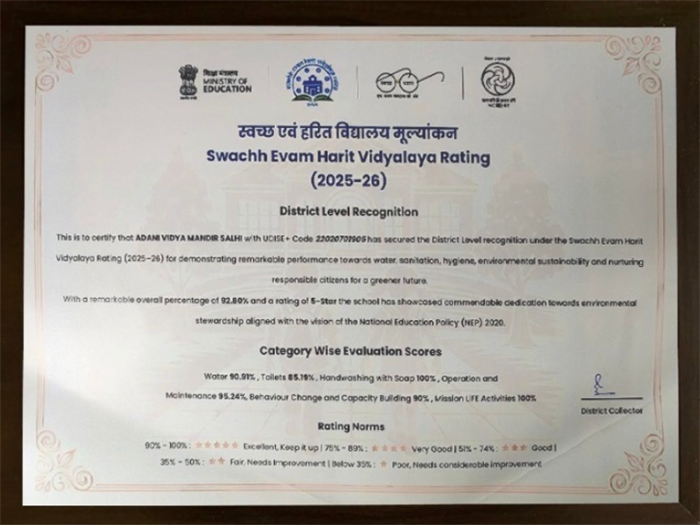 शिक्षा मंत्रालय
MINISTRY OF
EDUCATION
स्वच्छ एवं हरित विद्यालय मूल्यांकन
Swachh Evam Harit Vidyalaya Rating
(2025-26)
District Level Recognition
This is to certify that ADANI VIDYA MANDIR SALHI with UDISE+ Code 22020701905 has secured the District Level recognition under the Swachh Evam Harit
Vidyalaya Rating (2025-26) for demonstrating remarkable performance towards water, sanitation, hygiene, environmental sustainability and nurturing
responsible citizens for a greener future.
With a remarkable overall percentage of 92.80% and a rating of 5-Star the school has showcased commendable dedication towards environmental
stewardship aligned with the vision of the National Education Policy (NEP) 2020.
Category Wise Evaluation Scores
Water 90.91%, Toilets 85.19%, Handwashing with Soap 100%, Operation and
Maintenance 95.24%, Behaviour Change and Capacity Building 90%, Mission LiFE Activities 100%
District Collector
Rating Norms
90% - 100% : ★★★★★ Excellent, Keep it up | 75% - 89% : ★★★★ Very Good | 51% - 74% : ★★★ Good |
35% - 50% : ★★ Fair, Needs Improvement | Below 35% : ★ Poor, Needs considerable improvement